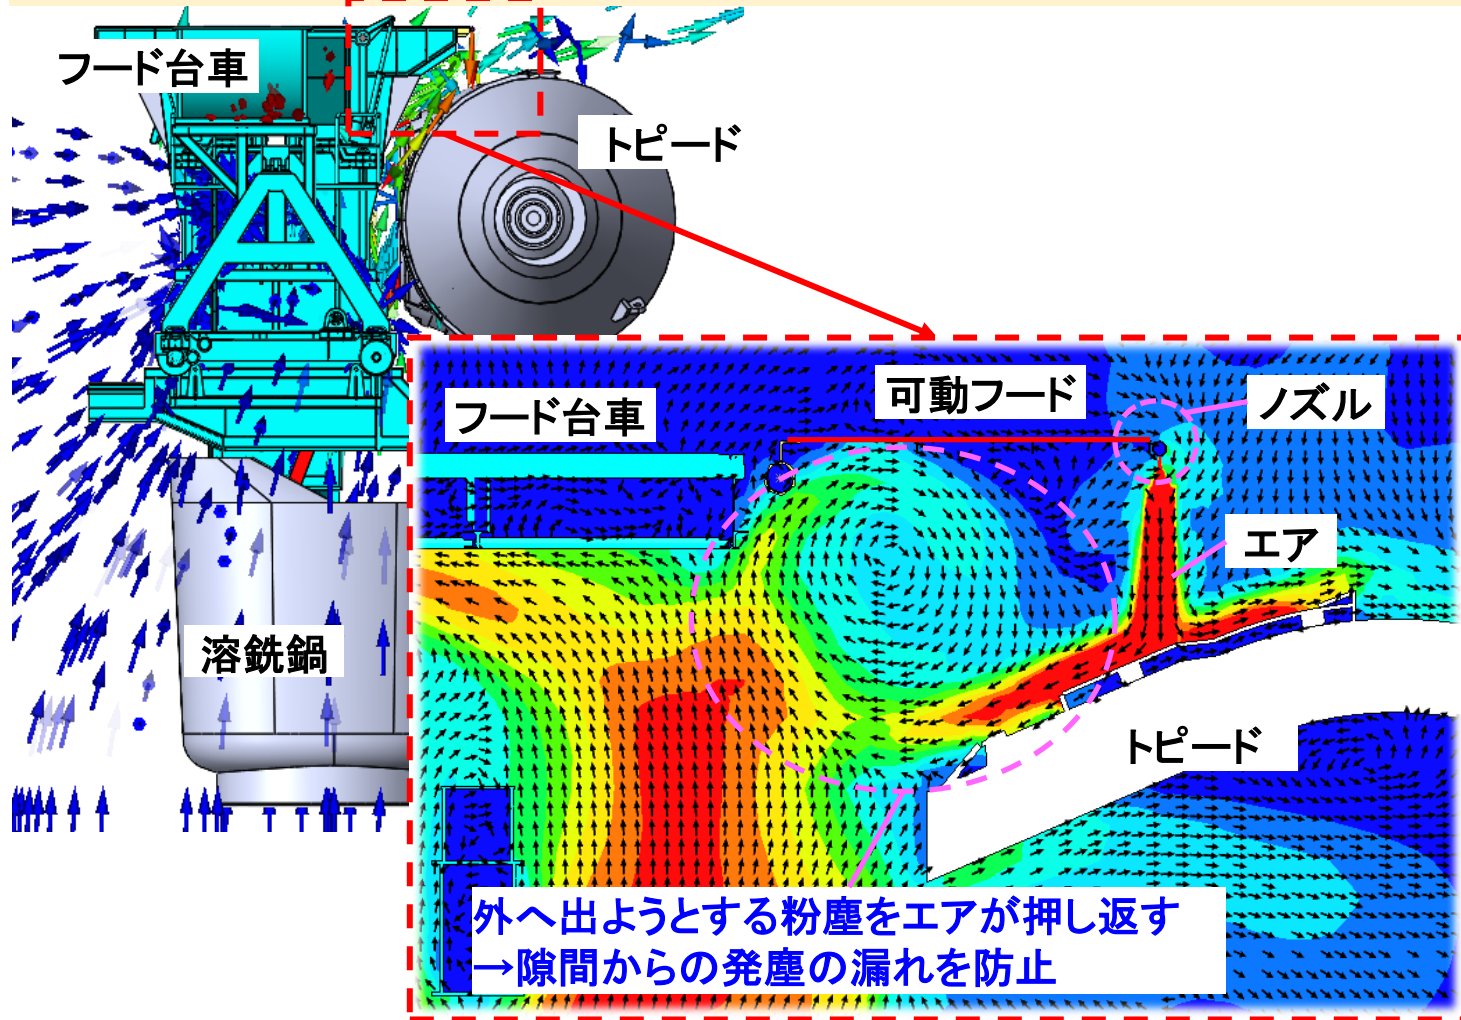 フード台車
トピード
フード台車
可動フード
ノズル
エア
溶銑鍋
トピード
外へ出ようとする粉塵をエアが押し返す
→隙間からの発塵の漏れを防止